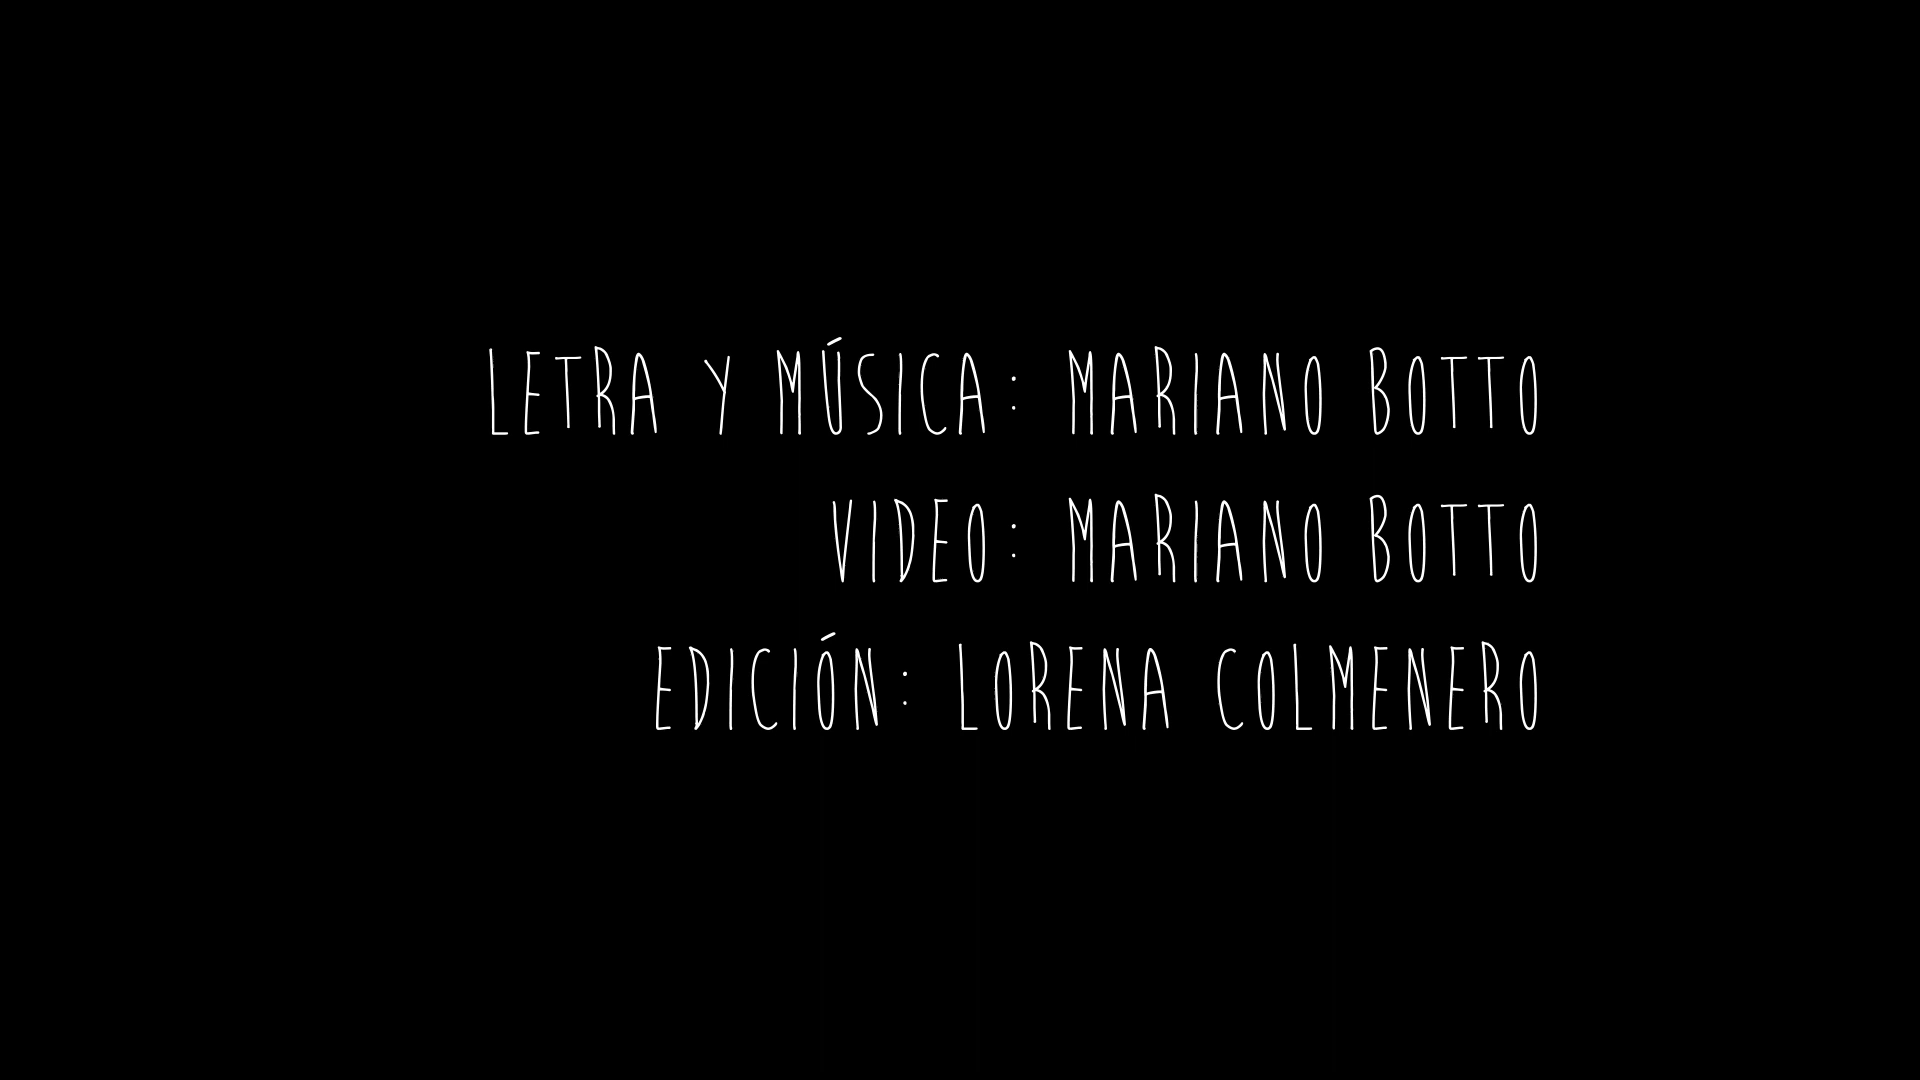 LETRA Y MÚSICA: MARIANO BOTTO
VIDEO: MARIANO BOTTO
EDICIÓN: LORENA COLMENERO